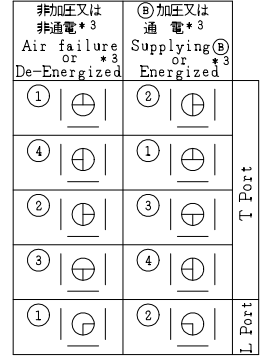 非加圧又は
非通電*3
Air failure
or *3
De-Energized
Ⓑ加圧又は
通 電*3
Supplying Ⓑ
or *3
Energized
① ②
④ ①
② ③
③ ④
T Port
① ②
L Port